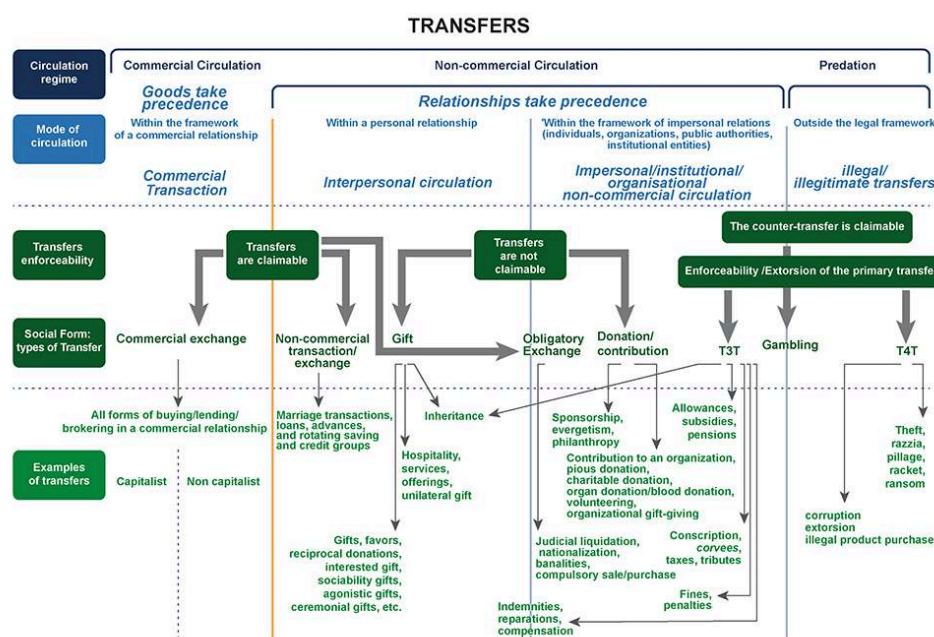 TRANSFERS
Circulation
regime
Commercial Circulation
Non-commercial Circulation
Predation
Goods take
precedence
Relationships take precedence
Mode of
circulation
Within the framework
of a commercial relationship
Within a personal relationship
'Within the framework of impersonal relations
(individuals, organizations, public authorities,
institutional entities)
Outside the legal framework
Commercial
Transaction
Interpersonal circulation
Impersonal/institutional/
organisational
non-commercial circulation
illegal/
illegitimate transfers
Transfers
enforceability
Transfers
are claimable
Transfers
are not
claimable
The counter-transfer is claimable
Enforceability /Extorsion of the primary transfer
Social Form:
types of Transfer
Commercial exchange
Non-commercial
transaction/
exchange
Gift
Obligatory
Exchange
Donation/
contribution
T3T
Gambling
T4T
Examples
of transfers
All forms of buying/lending/
brokering in a commercial relationship
Capitalist
Non capitalist
Marriage transactions,
loans, advances,
and rotating saving
and credit groups
Inheritance
Hospitality,
services,
offerings,
unilateral gift
Gifts, favors,
reciprocal donations,
interested gift,
sociability gifts,
agonistic gifts,
ceremonial gifts, etc.
Sponsorship,
evergetism,
philanthropy
Contribution to an organization,
pious donation,
charitable donation,
organ donation/blood donation,
volunteering,
organizational gift-giving
Allowances,
subsidies,
pensions
Theft,
razzia,
pillage,
racket,
ransom
corruption
extorsion
illegal product purchase
Judicial liquidation,
nationalization,
banalities,
compulsory sale/purchase
Conscription,
corvees,
taxes, tributes
Fines,
penalties
Indemnities,
reparations,
compensation